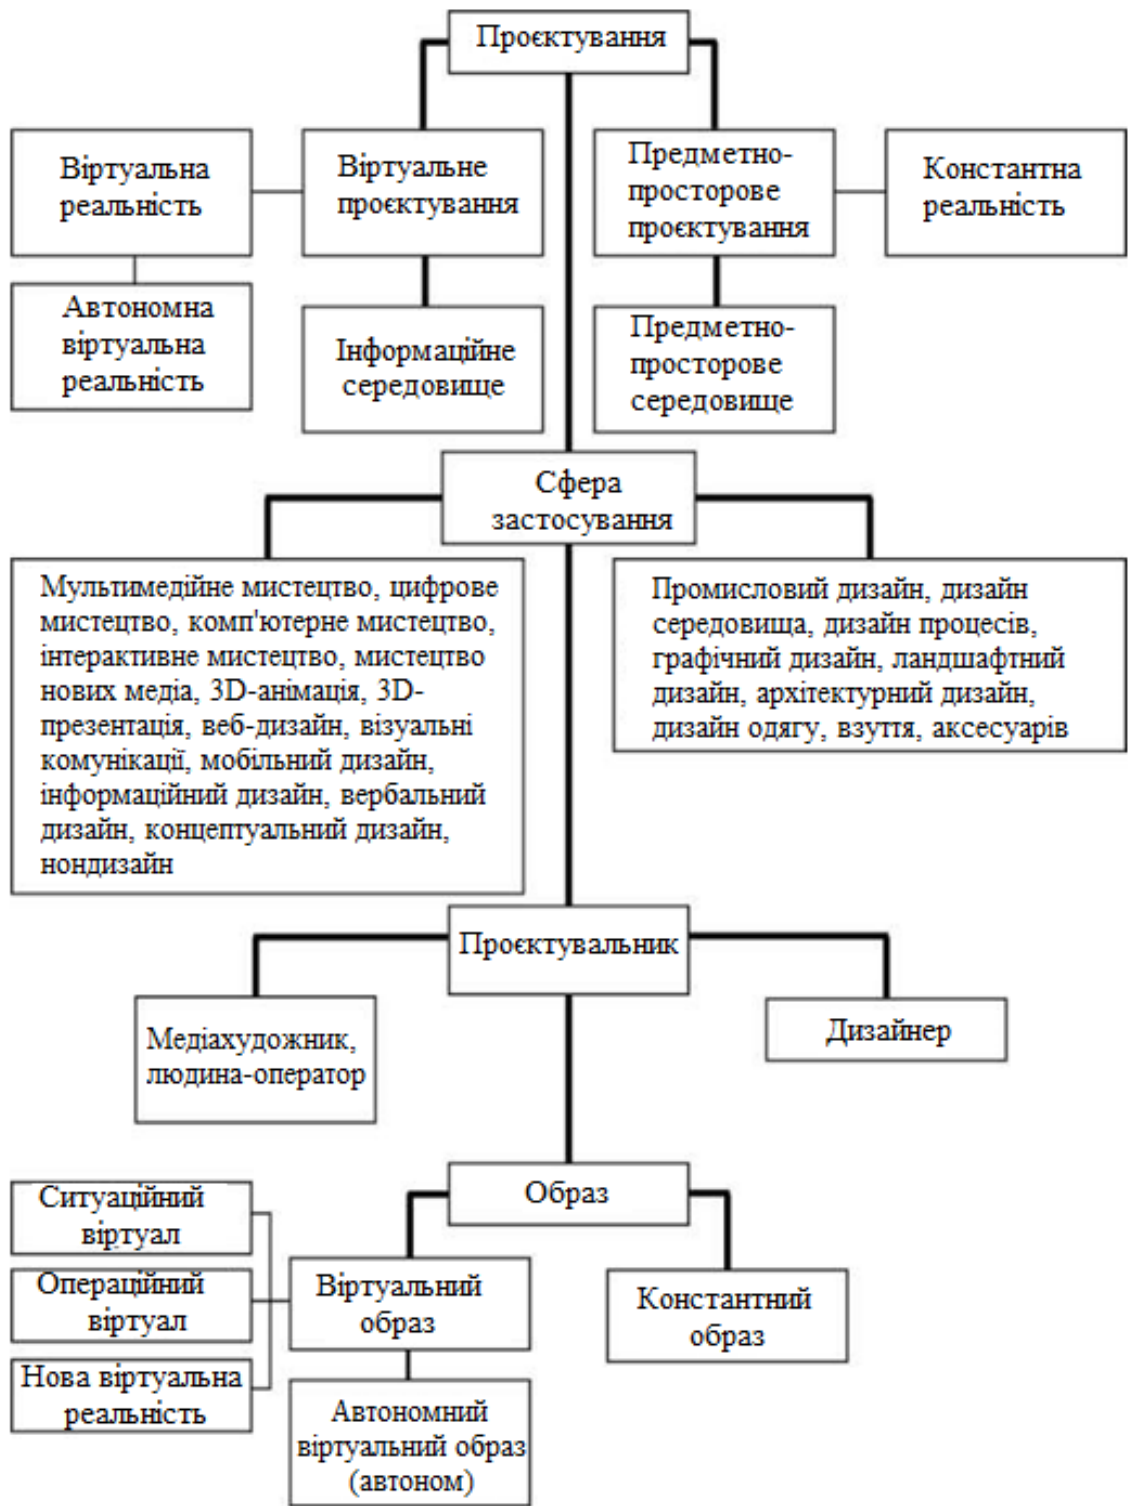 Проєктування
Віртуальна
реальність
Віртуальне
проєктування
Предметно-
просторове
проєктування
Константна
реальність
Автономна
віртуальна
реальність
Інформаційне
середовище
Предметно-
просторове
середовище
Сфера
застосування
Мультимедійне мистецтво, цифрове
мистецтво, комп'ютерне мистецтво,
інтерактивне мистецтво, мистецтво
нових медіа, 3D-анімація, 3D-
презентація, веб-дизайн, візуальні
комунікації, мобільний дизайн,
інформаційний дизайн, вербальний
дизайн, концептуальний дизайн,
нондизайн
Промисловий дизайн, дизайн
середовища, дизайн процесів,
графічний дизайн, ландшафтний
дизайн, архітектурний дизайн,
дизайн одягу, взуття, аксесуарів
Проєктувальник
Медіахудожник,
людина-оператор
Дизайнер
Образ
Ситуаційний
віртуал
Операційний
віртуал
Нова віртуальна
реальність
Віртуальний
образ
Константний
образ
Автономний
віртуальний образ
(автоном)